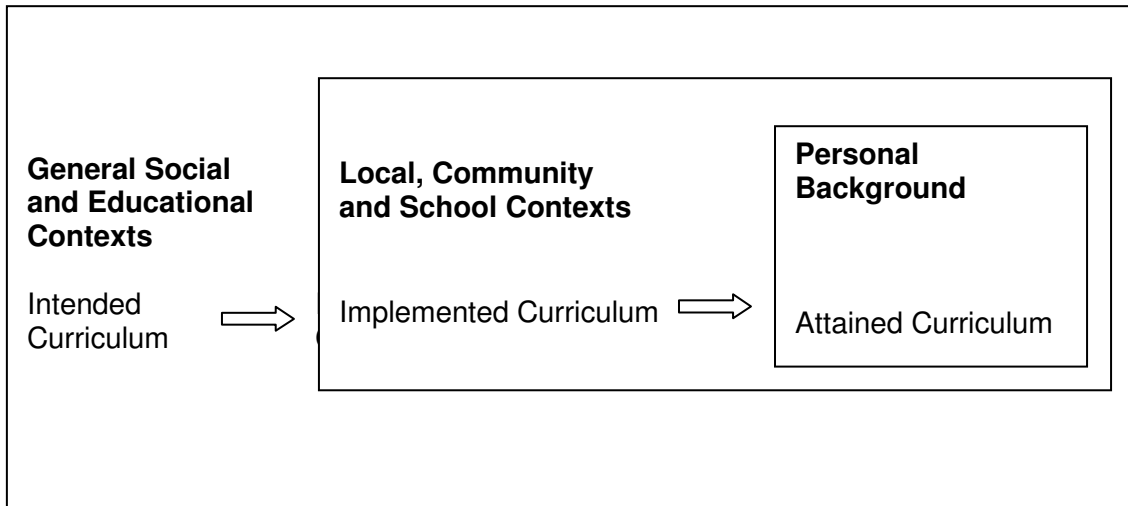 General Social
and Educational
Contexts
Intended
Curriculum
Local, Community
and School Contexts
Implemented Curriculum
Personal
Background
Attained Curriculum